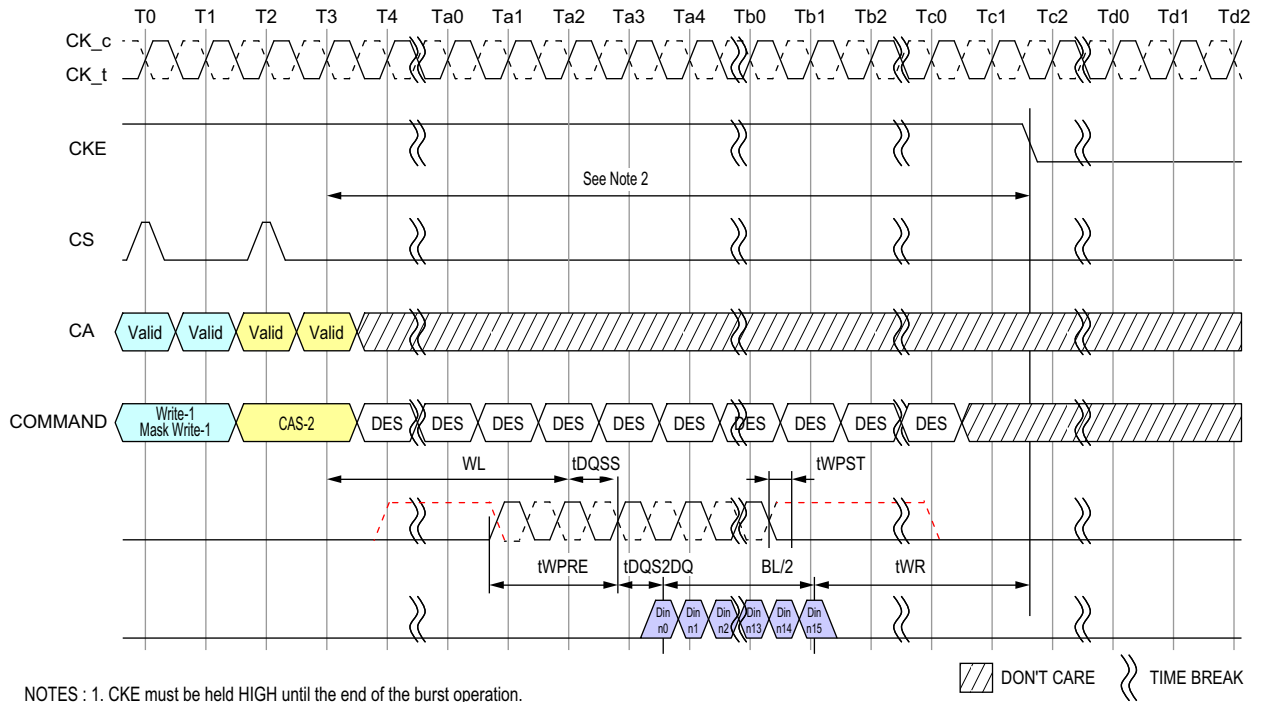 T0 T1 T2 T3 T4 Ta0 Ta1 Ta2 Ta3 Ta4 Tb0 Tb1 Tb2 Tc0 Tc1 Tc2 Td0 Td1 Td2
CK_c
CK_t
CKE
See Note 2
CS
CA Valid Valid Valid Valid
COMMAND Write-1 CAS-2 DES DES DES DES DES DES DES DES DES DES
Mask Write-1
WL tDQSS tWPST
tWPRE tDQS2DQ BL/2 tWR
Din Din Din Din Din Din
n0 n1 n2 n13 n14 n15
DON'T CARE TIME BREAK
NOTES : 1. CKE must be held HIGH until the end of the burst operation.